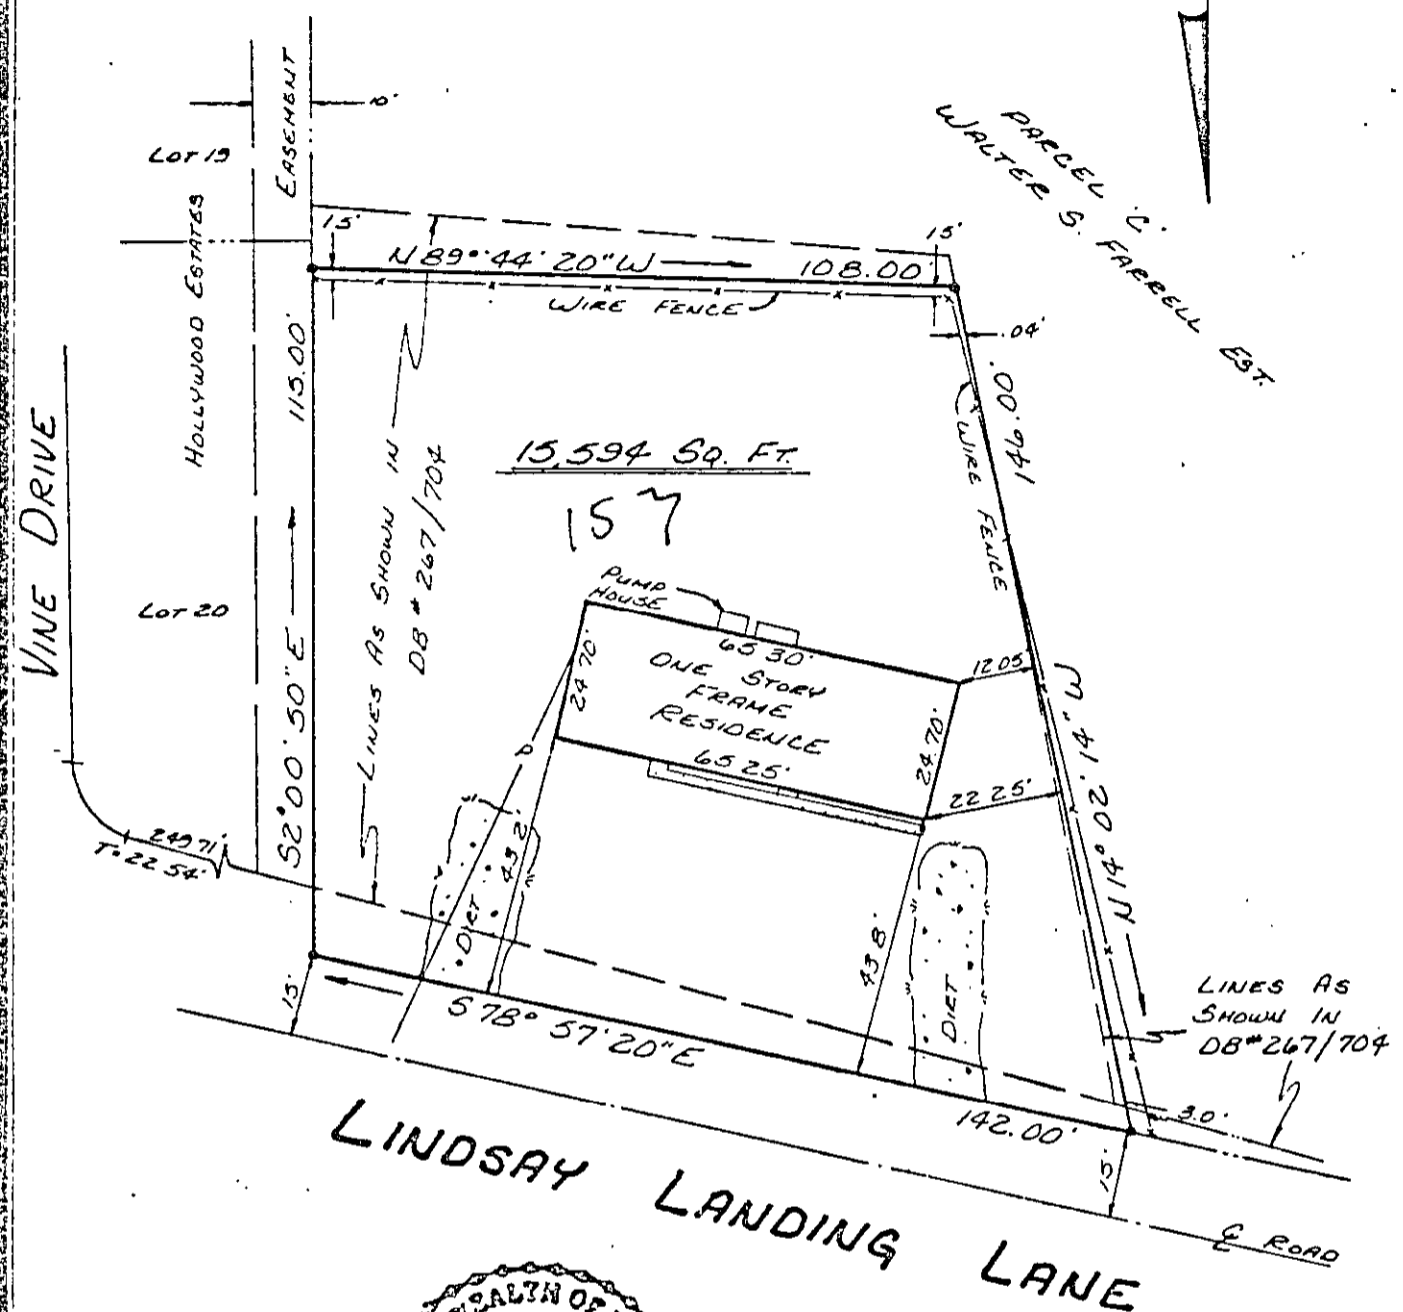 EASEMENT
10'
LOT 19
HOLLYWOOD ESTATES
PARCEL 'C'
WALTER S. FARRELL EST.
15'
15'
N 89° 44' 20" W
108.00'
WIRE FENCE
.04'
115.00'
146.00'
WIRE FENCE
LINES AS SHOWN IN
DB # 267/704
15,594 SQ. FT.
VINE DRIVE
LOT 20
PUMP
HOUSE
65 30'
24 70'
ONE STORY
FRAME
RESIDENCE
65 25'
24.70'
12 05'
22 25'
S 2° 00' 50" E
N 14° 02' 14" W
249 71'
T=22 54'
P
DIRT
43 2'
43 8'
DIRT
LINES AS
SHOWN IN
DB # 267/704
15'
S 78° 57' 20" E
142.00'
3.0'
15'
LINDSAY LANDING LANE
℄ ROAD